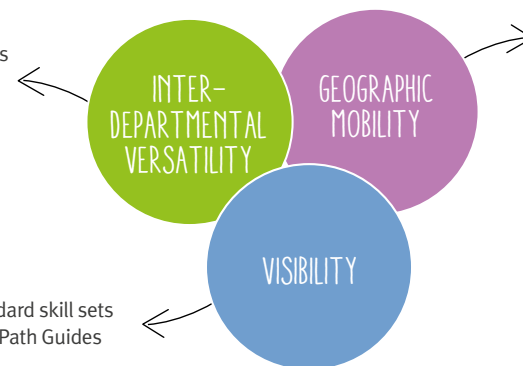 s
INTER-
DEPARTMENTAL
VERSATILITY
GEOGRAPHIC
MOBILITY
VISIBILITY
dard skill sets
Path Guides